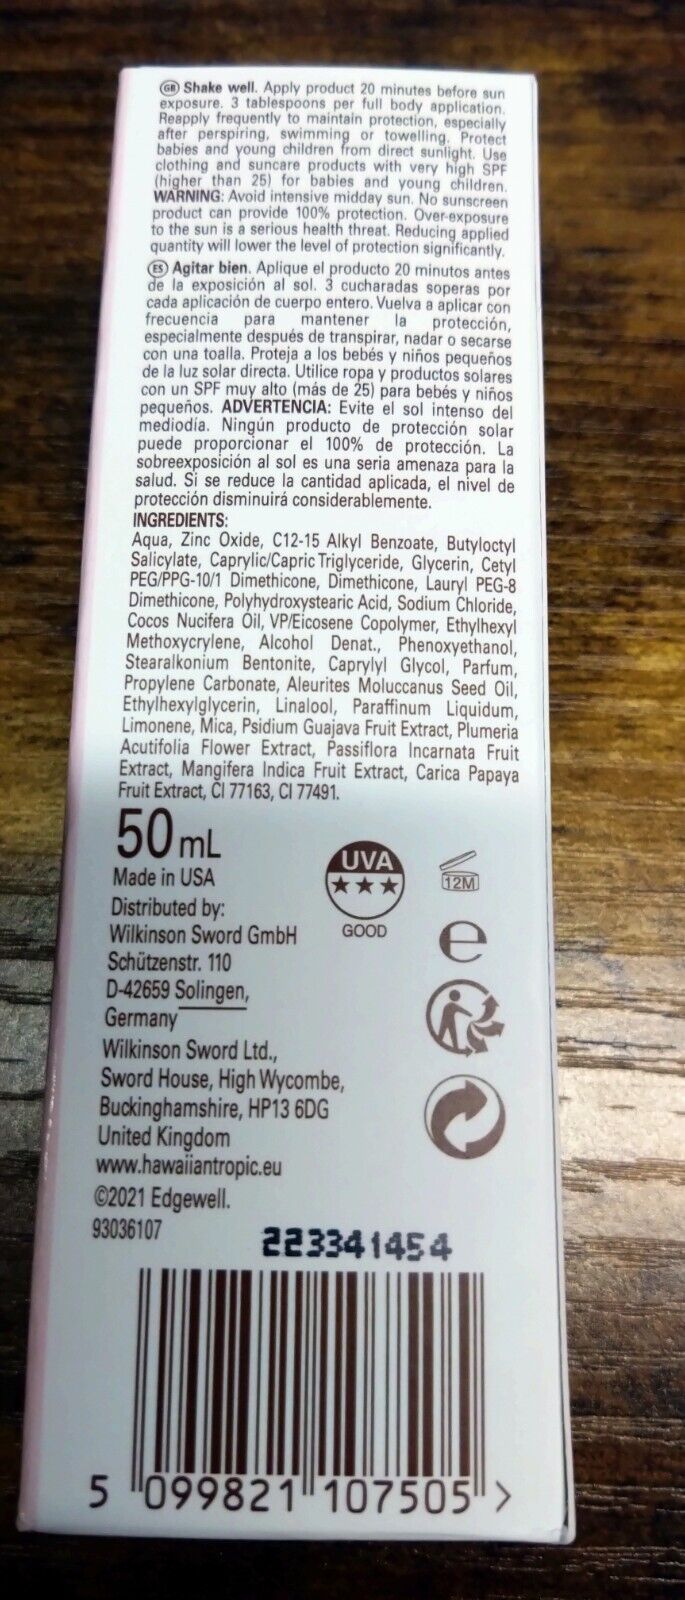 GB Shake well. Apply product 20 minutes before sun
exposure. 3 tablespoons per full body application.
Reapply frequently to maintain protection, especially
after perspiring, swimming or towelling. Protect
babies and young children from direct sunlight. Use
clothing and suncare products with very high SPF
(higher than 25) for babies and young children.
WARNING: Avoid intensive midday sun. No sunscreen
product can provide 100% protection. Over-exposure
to the sun is a serious health threat. Reducing applied
quantity will lower the level of protection significantly.
ES Agitar bien. Aplique el producto 20 minutos antes
de la exposición al sol. 3 cucharadas soperas por
cada aplicación de cuerpo entero. Vuelva a aplicar con
frecuencia para mantener la protección,
especialmente después de transpirar, nadar o secarse
con una toalla. Proteja a los bebés y niños pequeños
de la luz solar directa. Utilice ropa y productos solares
con un SPF muy alto (más de 25) para bebés y niños
pequeños. ADVERTENCIA: Evite el sol intenso del
mediodía. Ningún producto de protección solar
puede proporcionar el 100% de protección. La
sobreexposición al sol es una seria amenaza para la
salud. Si se reduce la cantidad aplicada, el nivel de
protección disminuirá considerablemente.
INGREDIENTS:
Aqua, Zinc Oxide, C12-15 Alkyl Benzoate, Butyloctyl
Salicylate, Caprylic/Capric Triglyceride, Glycerin, Cetyl
PEG/PPG-10/1 Dimethicone, Dimethicone, Lauryl PEG-8
Dimethicone, Polyhydroxystearic Acid, Sodium Chloride,
Cocos Nucifera Oil, VP/Eicosene Copolymer, Ethylhexyl
Methoxycrylene, Alcohol Denat., Phenoxyethanol,
Stearalkonium Bentonite, Caprylyl Glycol, Parfum,
Propylene Carbonate, Aleurites Moluccanus Seed Oil,
Ethylhexylglycerin, Linalool, Paraffinum Liquidum,
Limonene, Mica, Psidium Guajava Fruit Extract, Plumeria
Acutifolia Flower Extract, Passiflora Incarnata Fruit
Extract, Mangifera Indica Fruit Extract, Carica Papaya
Fruit Extract, CI 77163, CI 77491.
50 mL
Made in USA
Distributed by:
Wilkinson Sword GmbH
Schützenstr. 110
D-42659 Solingen,
Germany
Wilkinson Sword Ltd.,
Sword House, High Wycombe,
Buckinghamshire, HP13 6DG
United Kingdom
www.hawaiiantropic.eu
©2021 Edgewell.
93036107
UVA
★★★
GOOD
12M
e
223341454
5 099821 107505 >